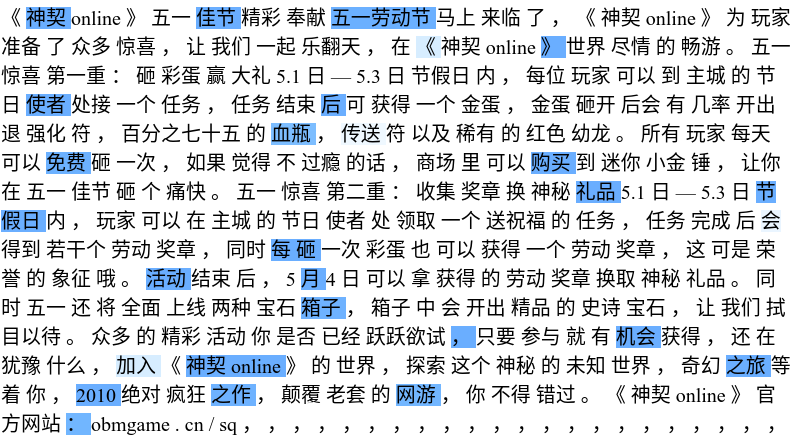 《 神契 online 》 五一 佳节 精彩 奉献 五一劳动节 马上 来临 了 ， 《 神契 online 》 为 玩家
准备 了 众多 惊喜 ， 让 我们 一起 乐翻天 ， 在 《 神契 online 》 世界 尽情 的 畅游 。 五一
惊喜 第一重 ： 砸 彩蛋 赢 大礼 5.1 日 — 5.3 日 节假日 内 ， 每位 玩家 可以 到 主城 的 节
日 使者 处接 一个 任务 ， 任务 结束 后 可 获得 一个 金蛋 ， 金蛋 砸开 后会 有 几率 开出
退 强化 符 ， 百分之七十五 的 血瓶 ， 传送 符 以及 稀有 的 红色 幼龙 。 所有 玩家 每天
可以 免费 砸 一次 ， 如果 觉得 不 过瘾 的话 ， 商场 里 可以 购买 到 迷你 小金 锤 ， 让你
在 五一 佳节 砸 个 痛快 。 五一 惊喜 第二重 ： 收集 奖章 换 神秘 礼品 5.1 日 — 5.3 日 节
假日 内 ， 玩家 可以 在 主城 的 节日 使者 处 领取 一个 送祝福 的 任务 ， 任务 完成 后 会
得到 若干个 劳动 奖章 ， 同时 每 砸 一次 彩蛋 也 可以 获得 一个 劳动 奖章 ， 这 可是 荣
誉 的 象征 哦 。 活动 结束 后 ， 5 月 4 日 可以 拿 获得 的 劳动 奖章 换取 神秘 礼品 。 同
时 五一 还 将 全面 上线 两种 宝石 箱子 ， 箱子 中 会 开出 精品 的 史诗 宝石 ， 让 我们 拭
目以待 。 众多 的 精彩 活动 你 是否 已经 跃跃欲试 ， 只要 参与 就 有 机会 获得 ， 还 在
犹豫 什么 ， 加入 《 神契 online 》 的 世界 ， 探索 这个 神秘 的 未知 世界 ， 奇幻 之旅 等
着 你 ， 2010 绝对 疯狂 之作 ， 颠覆 老套 的 网游 ， 你 不得 错过 。 《 神契 online 》 官
方网站 ： obmgame . cn / sq ， ， ， ， ， ， ， ， ， ， ， ， ， ， ， ， ， ， ， ， ， ，